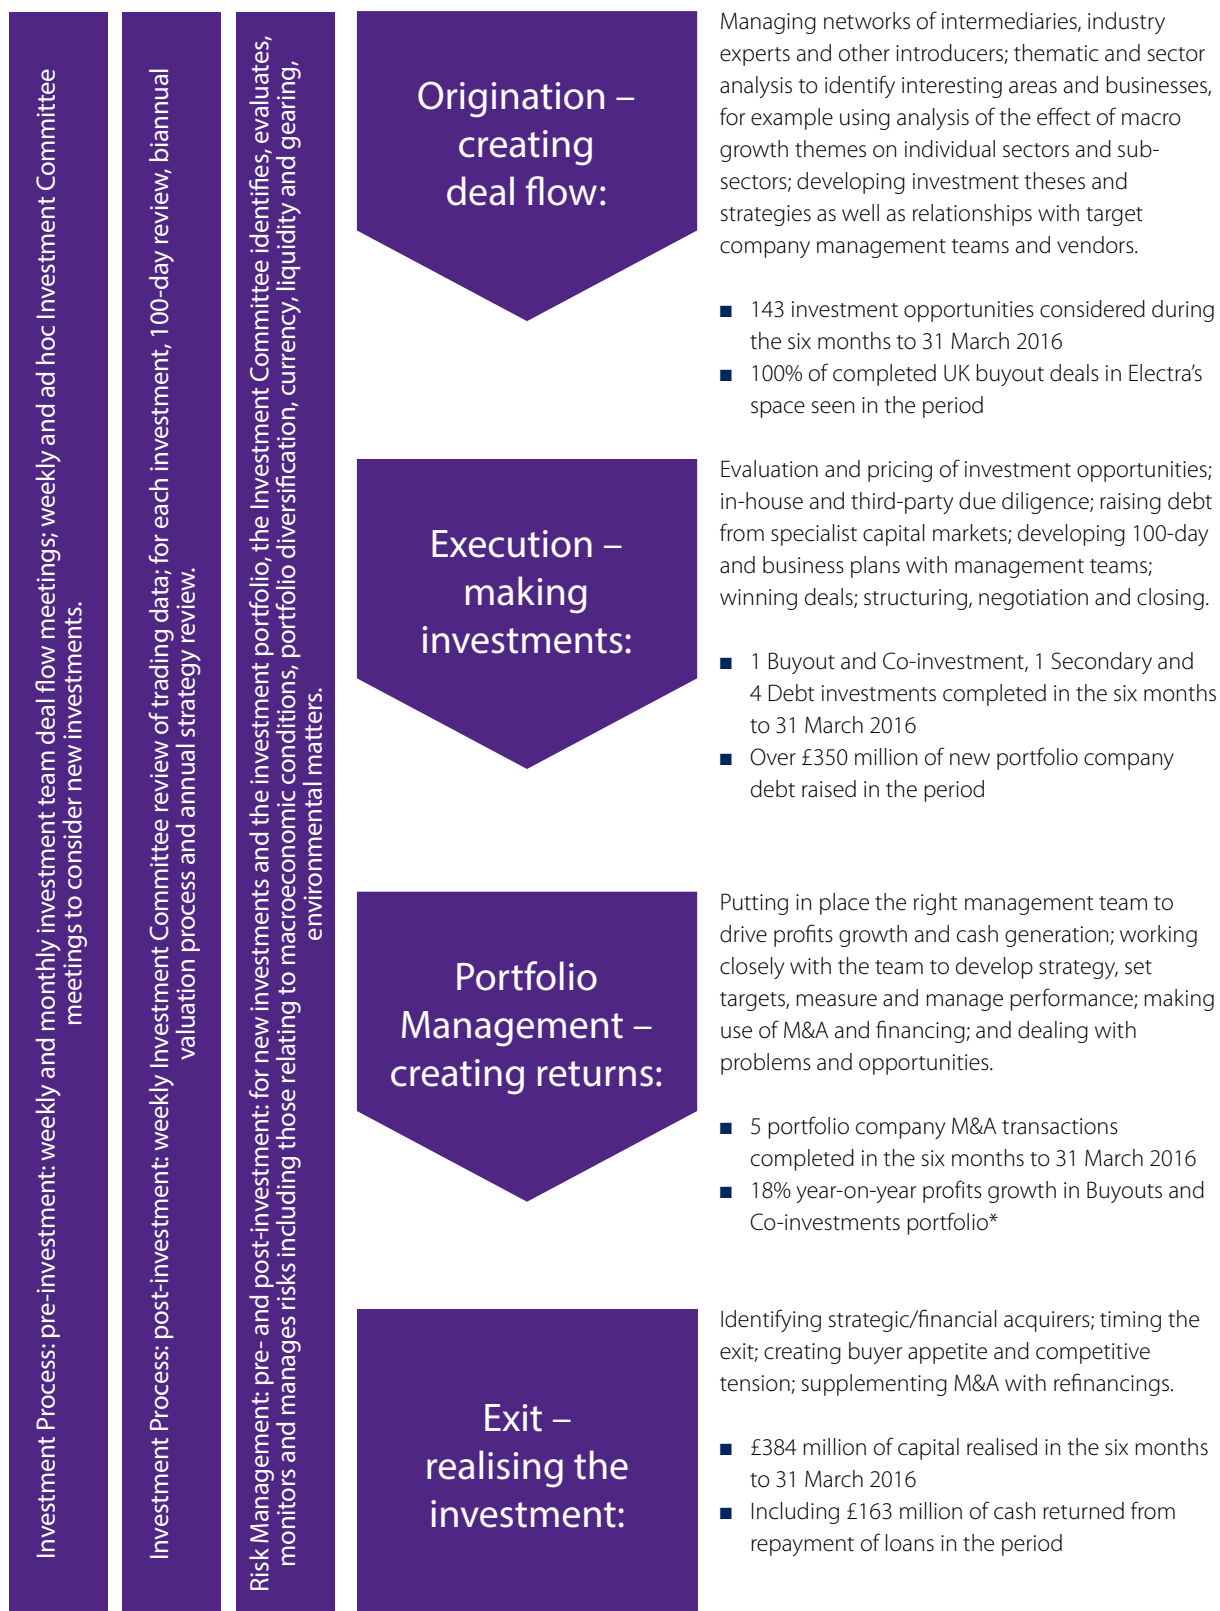 Investment Process: pre-investment: weekly and monthly investment team deal flow meetings; weekly and ad hoc Investment Committee
meetings to consider new investments.
Investment Process: post-investment: weekly Investment Committee review of trading data; for each investment, 100-day review, biannual
valuation process and annual strategy review.
Risk Management: pre- and post-investment: for new investments and the investment portfolio, the Investment Committee identifies, evaluates,
monitors and manages risks including those relating to macroeconomic conditions, portfolio diversification, currency, liquidity and gearing,
environmental matters.
Origination –
creating
deal flow:
Managing networks of intermediaries, industry
experts and other introducers; thematic and sector
analysis to identify interesting areas and businesses,
for example using analysis of the effect of macro
growth themes on individual sectors and sub-
sectors; developing investment theses and
strategies as well as relationships with target
company management teams and vendors.
■ 143 investment opportunities considered during
the six months to 31 March 2016
■ 100% of completed UK buyout deals in Electra's
space seen in the period
Execution –
making
investments:
Evaluation and pricing of investment opportunities;
in-house and third-party due diligence; raising debt
from specialist capital markets; developing 100-day
and business plans with management teams;
winning deals; structuring, negotiation and closing.
■ 1 Buyout and Co-investment, 1 Secondary and
4 Debt investments completed in the six months
to 31 March 2016
■ Over £350 million of new portfolio company
debt raised in the period
Portfolio
Management –
creating returns:
Putting in place the right management team to
drive profits growth and cash generation; working
closely with the team to develop strategy, set
targets, measure and manage performance; making
use of M&A and financing; and dealing with
problems and opportunities.
■ 5 portfolio company M&A transactions
completed in the six months to 31 March 2016
■ 18% year-on-year profits growth in Buyouts and
Co-investments portfolio*
Exit –
realising the
investment:
Identifying strategic/financial acquirers; timing the
exit; creating buyer appetite and competitive
tension; supplementing M&A with refinancings.
■ £384 million of capital realised in the six months
to 31 March 2016
■ Including £163 million of cash returned from
repayment of loans in the period